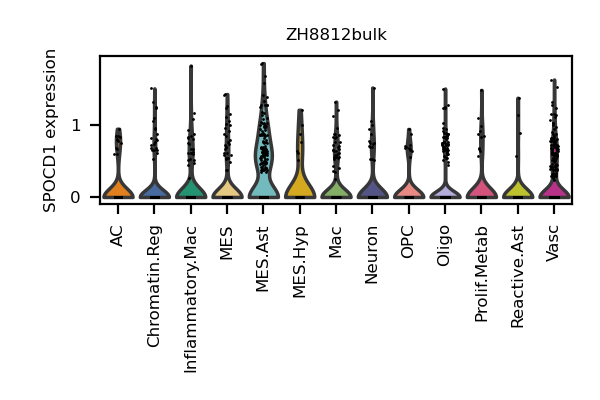 ZH8812bulk
SPOCD1 expression
1
0
AC
Chromatin.Reg
Inflammatory.Mac
MES
MES.Ast
MES.Hyp
Mac
Neuron
OPC
Oligo
Prolif.Metab
Reactive.Ast
Vasc